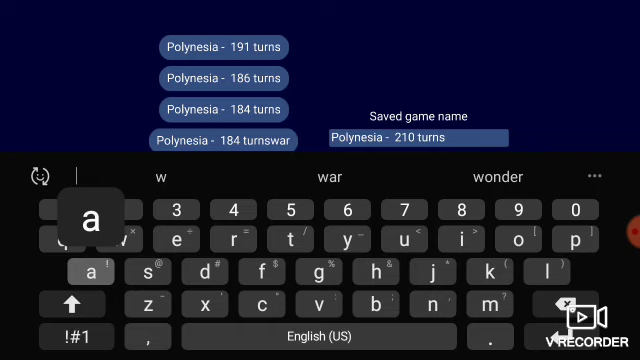 Polynesia - 191 turns
Polynesia - 186 turns
Polynesia - 184 turns
Saved game name
Polynesia - 184 turnswar
Polynesia - 210 turns
w war wonder ...
a
3 4 5 6 7 8 9 0
q w × e ÷ r = t / y _ u < i > o [ p ]
a ! s @ d # f $ g % h & j * k ( l )
z - x ' c " v : b ; n , m ?
!#1 , English (US) .
V RECORDER